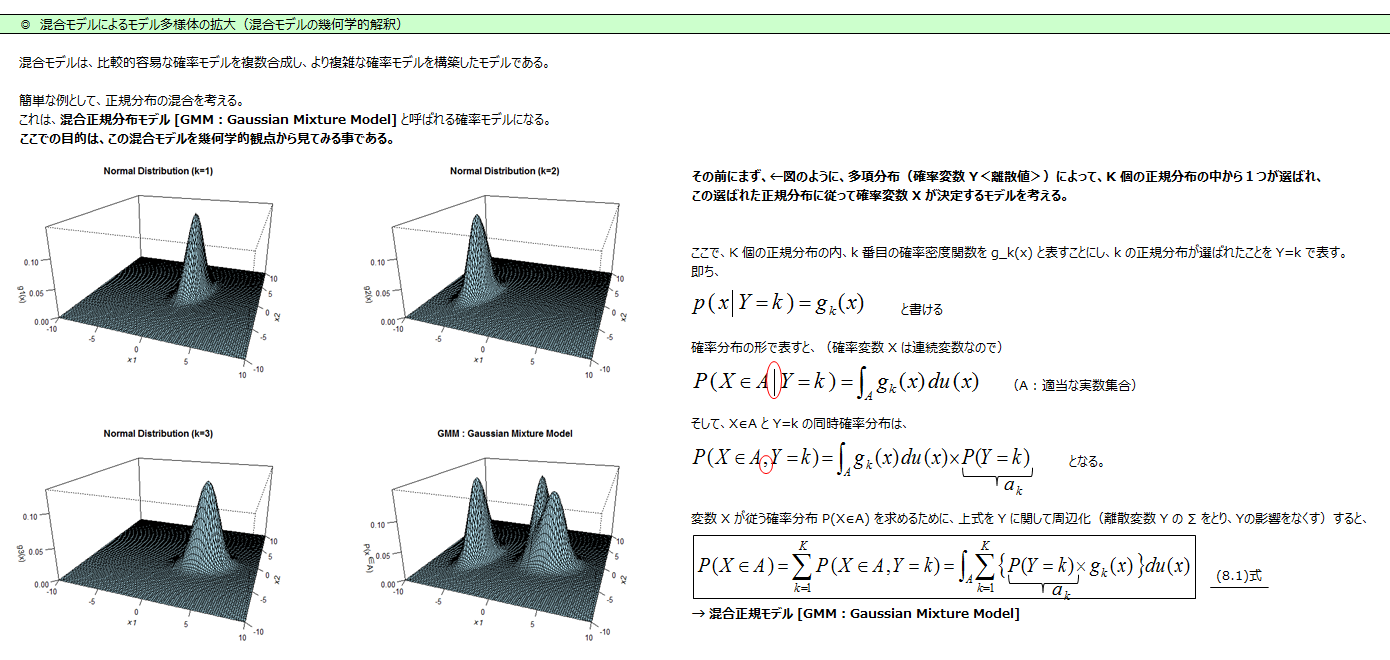 ◎ 混合モデルによるモデル多様体の拡大（混合モデルの幾何学的解釈）
混合モデルは、比較的容易な確率モデルを複数合成し、より複雑な確率モデルを構築したモデルである。
簡単な例として、正規分布の混合を考える。
これは、混合正規分布モデル [GMM : Gaussian Mixture Model] と呼ばれる確率モデルになる。
ここでの目的は、この混合モデルを幾何学的観点から見てみる事である。
Normal Distribution (k=1)
g1(x)
0.10
0.05
0.00
-10
-5
0
5
10
x1
-10
-5
0
5
10
x2
Normal Distribution (k=2)
g2(x)
0.10
0.05
0.00
-10
-5
0
5
10
x1
-10
-5
0
5
10
x2
Normal Distribution (k=3)
g3(x)
0.10
0.05
0.00
-10
-5
0
5
10
x1
-10
-5
0
5
10
x2
GMM : Gaussian Mixture Model
P(X∈A)
0.10
0.05
0.00
-10
-5
0
5
10
x1
-10
-5
0
5
10
x2
その前にまず、←図のように、多項分布（確率変数 Y＜離散値＞）によって、K 個の正規分布の中から１つが選ばれ、
この選ばれた正規分布に従って確率変数 X が決定するモデルを考える。
ここで、K 個の正規分布の内、k 番目の確率密度関数を g_k(x) と表すことにし、k の正規分布が選ばれたことを Y=k で表す。
即ち、
p(x|Y=k)=g_k(x) と書ける
確率分布の形で表すと、（確率変数 X は連続変数なので）
P(X∈A|Y=k)=∫_A g_k(x)du(x) （A：適当な実数集合）
そして、X∈A と Y=k の同時確率分布は、
P(X∈A,Y=k)=∫_A g_k(x)du(x)×P(Y=k) となる。
a_k
変数 X が従う確率分布 P(X∈A) を求めるために、上式を Y に関して周辺化（離散変数 Y の Σ をとり、Yの影響をなくす）すると、
P(X∈A)=∑_{k=1}^{K} P(X∈A,Y=k)=∫_A ∑_{k=1}^{K} {P(Y=k)×g_k(x)}du(x) (8.1)式
a_k
→ 混合正規モデル [GMM : Gaussian Mixture Model]